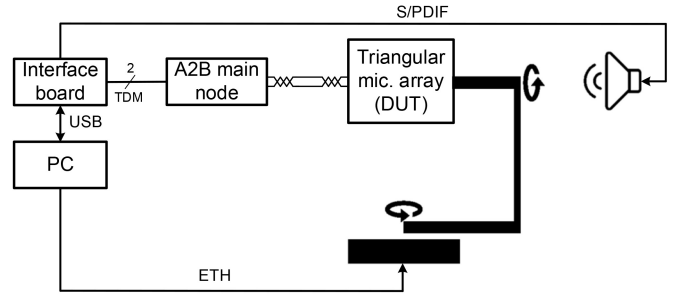 S/PDIF
Interface
board
2
TDM
A2B main
node
Triangular
mic. array
(DUT)
USB
PC
ETH